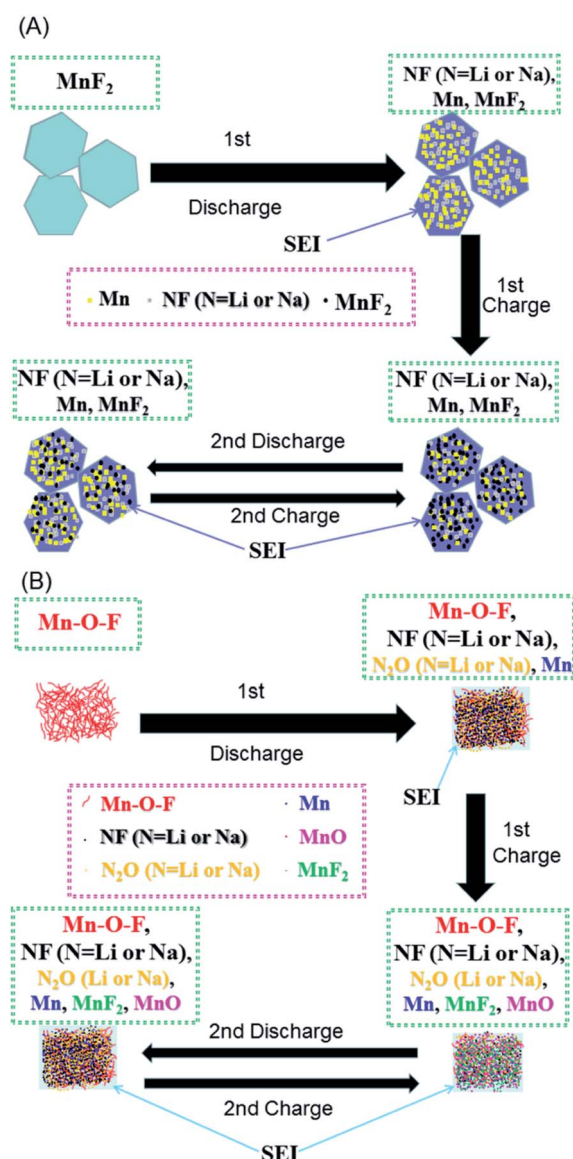 (A)
MnF₂
NF (N=Li or Na),
Mn, MnF₂
1st
Discharge
SEI
1st
Charge
Mn NF (N=Li or Na) MnF₂
NF (N=Li or Na),
Mn, MnF₂
NF (N=Li or Na),
Mn, MnF₂
2nd Discharge
2nd Charge
SEI
(B)
Mn-O-F
Mn-O-F,
NF (N=Li or Na),
N₂O (N=Li or Na), Mn
1st
Discharge
SEI
1st
Charge
Mn-O-F Mn
NF (N=Li or Na) MnO
N₂O (N=Li or Na) MnF₂
Mn-O-F,
NF (N=Li or Na),
N₂O (Li or Na),
Mn, MnF₂, MnO
Mn-O-F,
NF (N=Li or Na),
N₂O (Li or Na),
Mn, MnF₂, MnO
2nd Discharge
2nd Charge
SEI